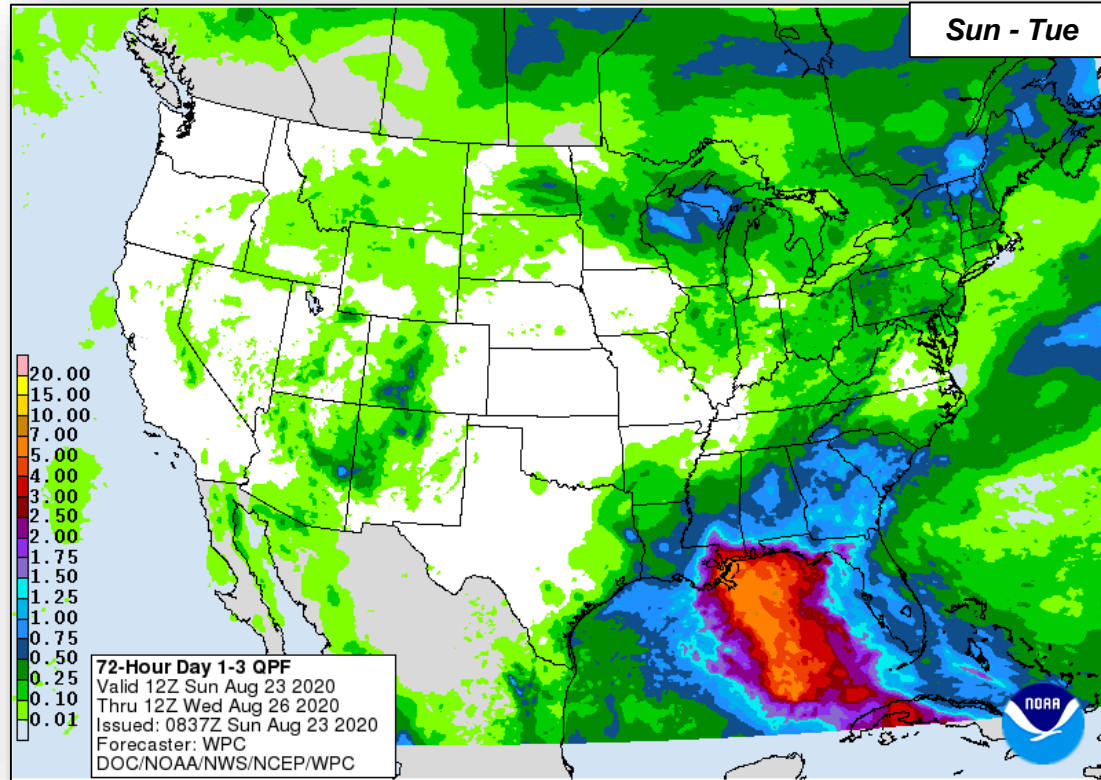 Sun - Tue
20.00
15.00
10.00
7.00
5.00
4.00
3.00
2.50
2.00
1.75
1.50
1.25
1.00
0.75
0.50
0.25
0.10
0.01
72-Hour Day 1-3 QPF
Valid 12Z Sun Aug 23 2020
Thru 12Z Wed Aug 26 2020
Issued: 0837Z Sun Aug 23 2020
Forecaster: WPC
DOC/NOAA/NWS/NCEP/WPC
NOAA